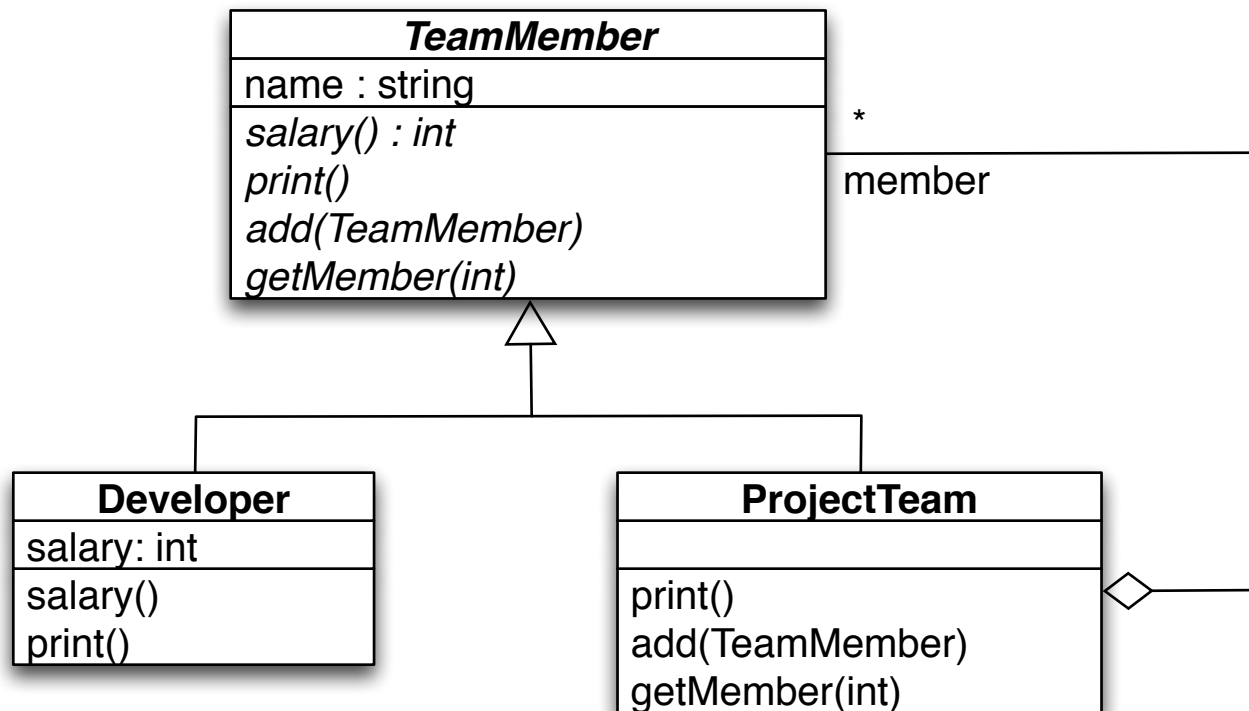 TeamMember
name : string
salary() : int
print()
add(TeamMember)
getMember(int)
*
member
Developer
salary: int
salary()
print()
ProjectTeam
print()
add(TeamMember)
getMember(int)